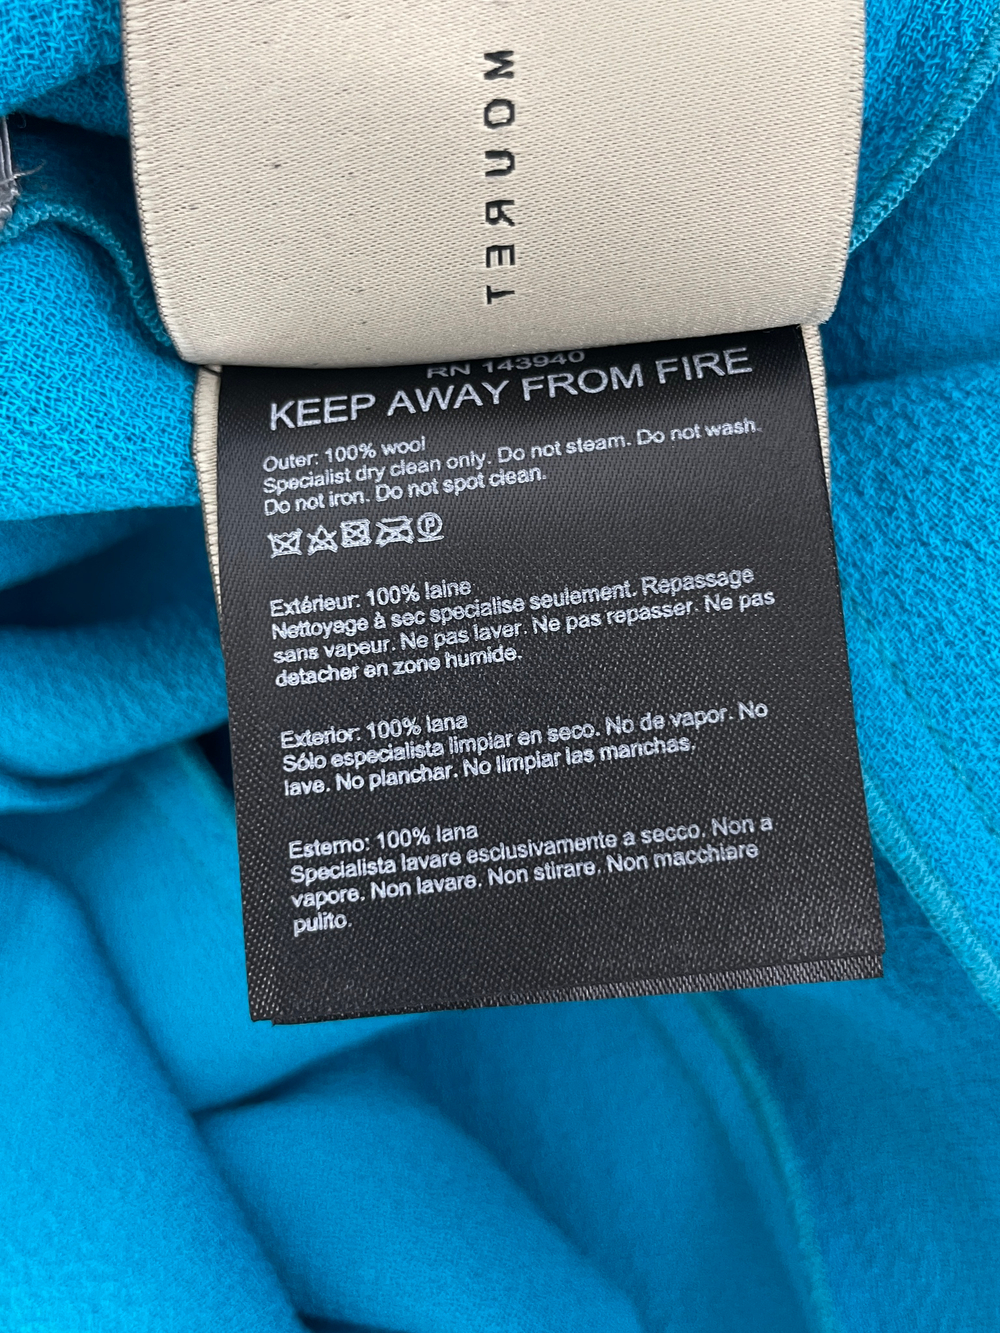 MOURET
RN 143940
KEEP AWAY FROM FIRE
Outer: 100% wool
Specialist dry clean only. Do not steam. Do not wash.
Do not iron. Do not spot clean.
P
Extérieur: 100% laine
Nettoyage à sec specialise seulement. Repassage
sans vapeur. Ne pas laver. Ne pas repasser. Ne pas
detacher en zone humide.
Exterior: 100% lana
Sólo especialista limpiar en seco. No de vapor. No
lave. No planchar. No limpiar las manchas.
Esterno: 100% lana
Specialista lavare esclusivamente a secco. Non a
vapore. Non lavare. Non stirare. Non macchiare
pulito.